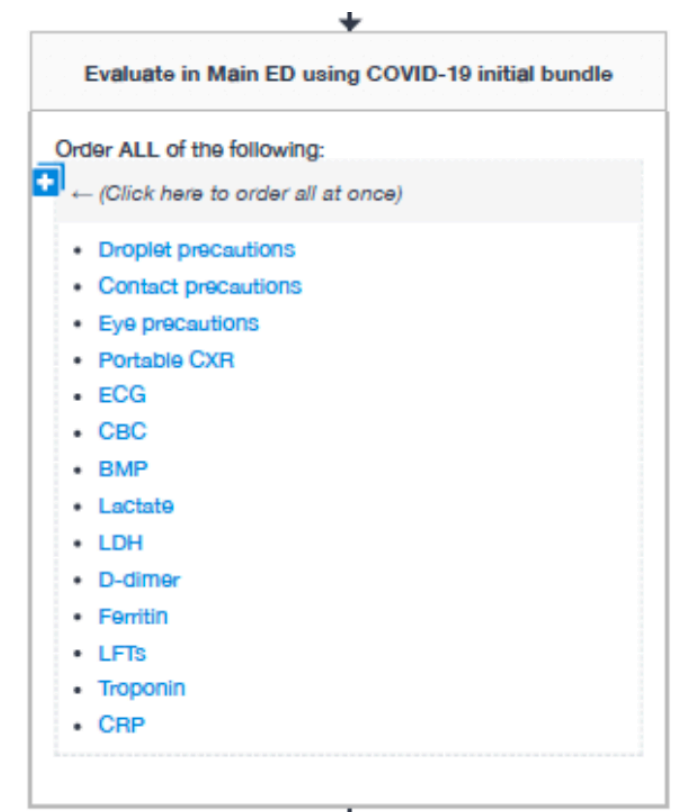 Evaluate in Main ED using COVID-19 initial bundle
Order ALL of the following:
← (Click here to order all at once)
• Droplet precautions
• Contact precautions
• Eye precautions
• Portable CXR
• ECG
• CBC
• BMP
• Lactate
• LDH
• D-dimer
• Ferritin
• LFTs
• Troponin
• CRP